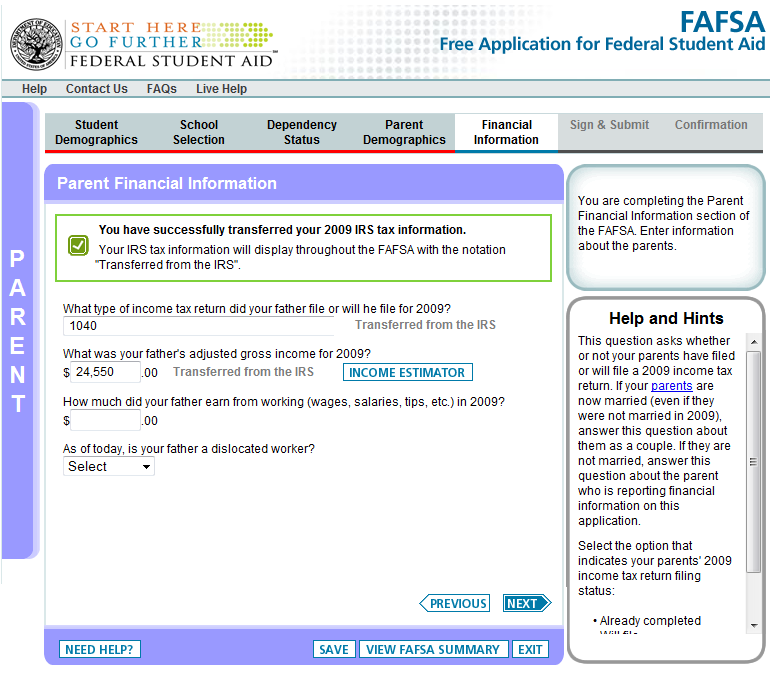 START HERE
GO FURTHER
FEDERAL STUDENT AID™
FAFSA
Free Application for Federal Student Aid
Help Contact Us FAQs Live Help
Student Demographics
School Selection
Dependency Status
Parent Demographics
Financial Information
Sign & Submit
Confirmation
PARENT
Parent Financial Information
You have successfully transferred your 2009 IRS tax information.
Your IRS tax information will display throughout the FAFSA with the notation
"Transferred from the IRS".
What type of income tax return did your father file or will he file for 2009?
1040 Transferred from the IRS
What was your father's adjusted gross income for 2009?
$ 24,550 .00 Transferred from the IRS INCOME ESTIMATOR
How much did your father earn from working (wages, salaries, tips, etc.) in 2009?
$ .00
As of today, is your father a dislocated worker?
Select
PREVIOUS NEXT
NEED HELP? SAVE VIEW FAFSA SUMMARY EXIT
You are completing the Parent
Financial Information section of
the FAFSA. Enter information
about the parents.
Help and Hints
This question asks whether
or not your parents have filed
or will file a 2009 income tax
return. If your parents are
now married (even if they
were not married in 2009),
answer this question about
them as a couple. If they are
not married, answer this
question about the parent
who is reporting financial
information on this
application.
Select the option that
indicates your parents' 2009
income tax return filing
status:
• Already completed